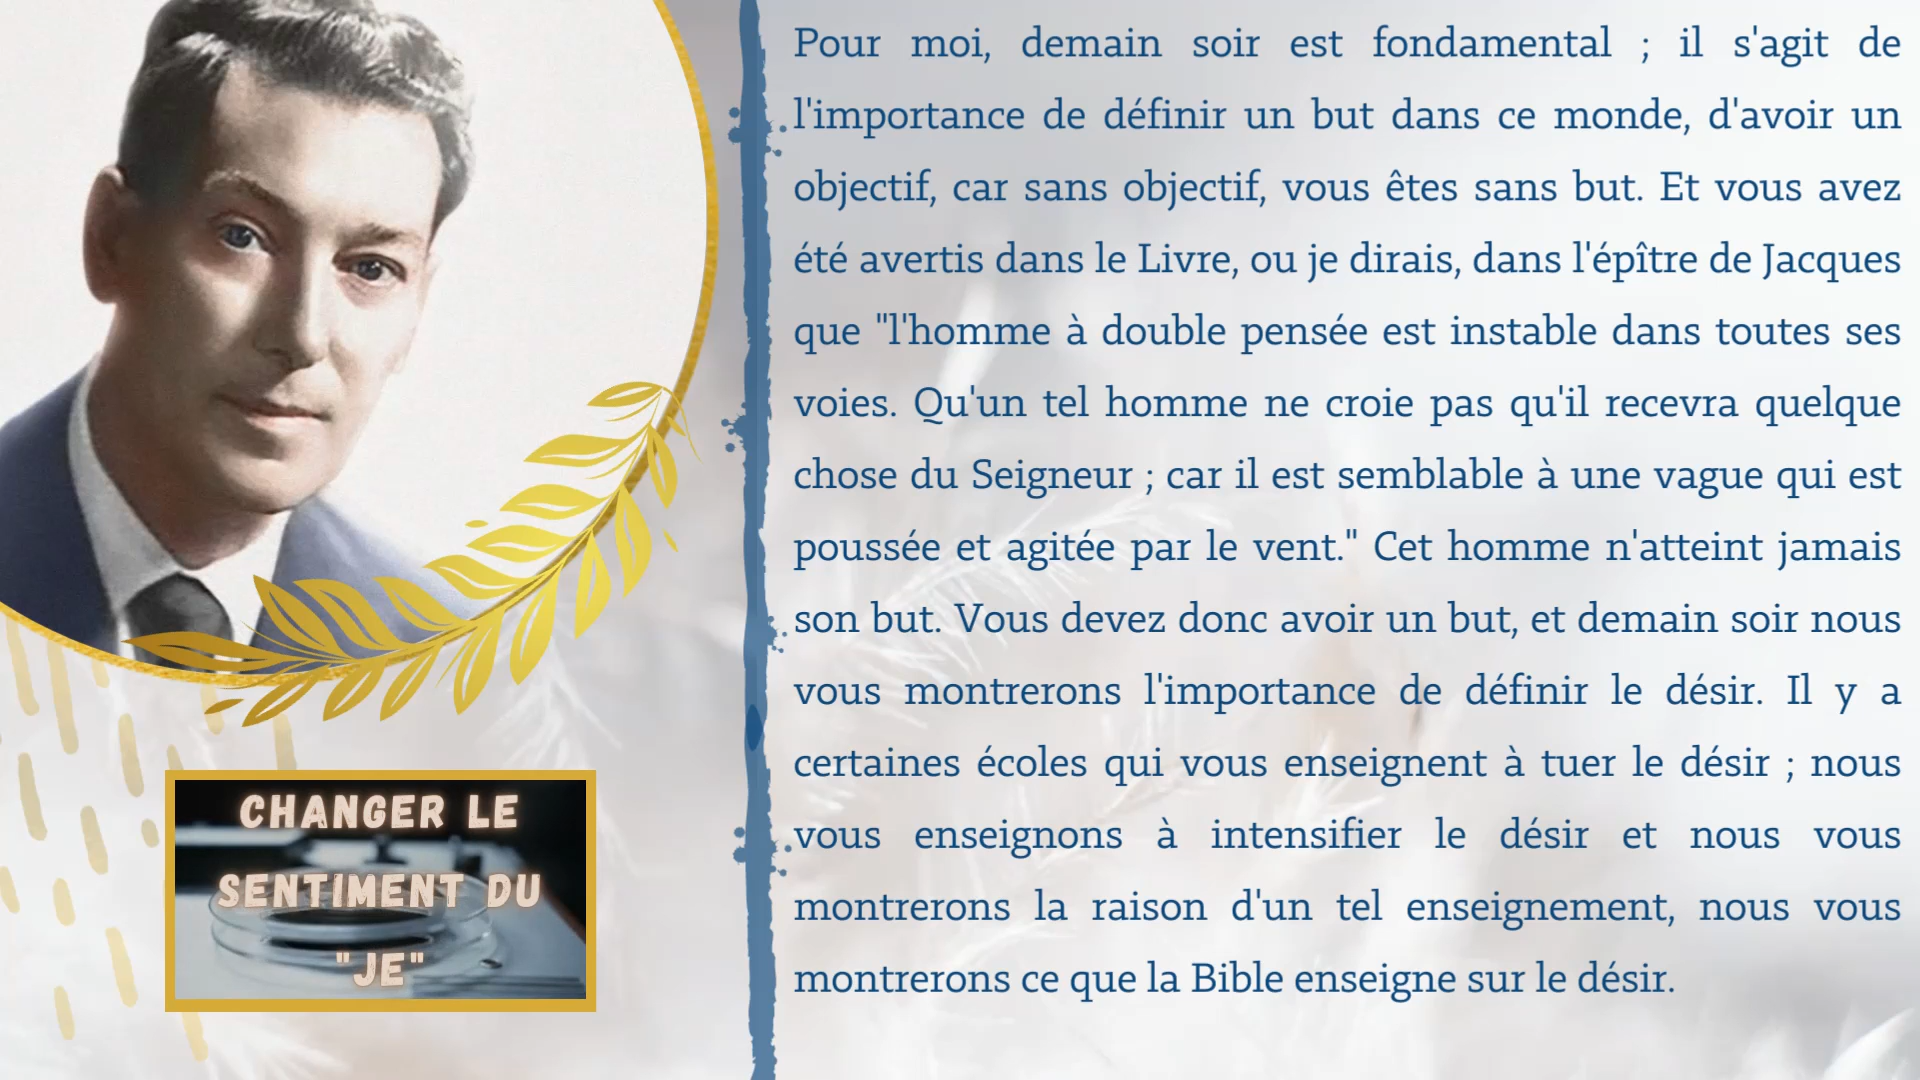 Pour moi, demain soir est fondamental ; il s'agit de
l'importance de définir un but dans ce monde, d'avoir un
objectif, car sans objectif, vous êtes sans but. Et vous avez
été avertis dans le Livre, ou je dirais, dans l'épître de Jacques
que "l'homme à double pensée est instable dans toutes ses
voies. Qu'un tel homme ne croie pas qu'il recevra quelque
chose du Seigneur ; car il est semblable à une vague qui est
poussée et agitée par le vent." Cet homme n'atteint jamais
son but. Vous devez donc avoir un but, et demain soir nous
vous montrerons l'importance de définir le désir. Il y a
certaines écoles qui vous enseignent à tuer le désir ; nous
vous enseignons à intensifier le désir et nous vous
montrerons la raison d'un tel enseignement, nous vous
montrerons ce que la Bible enseigne sur le désir.
CHANGER LE
SENTIMENT DU
"JE"